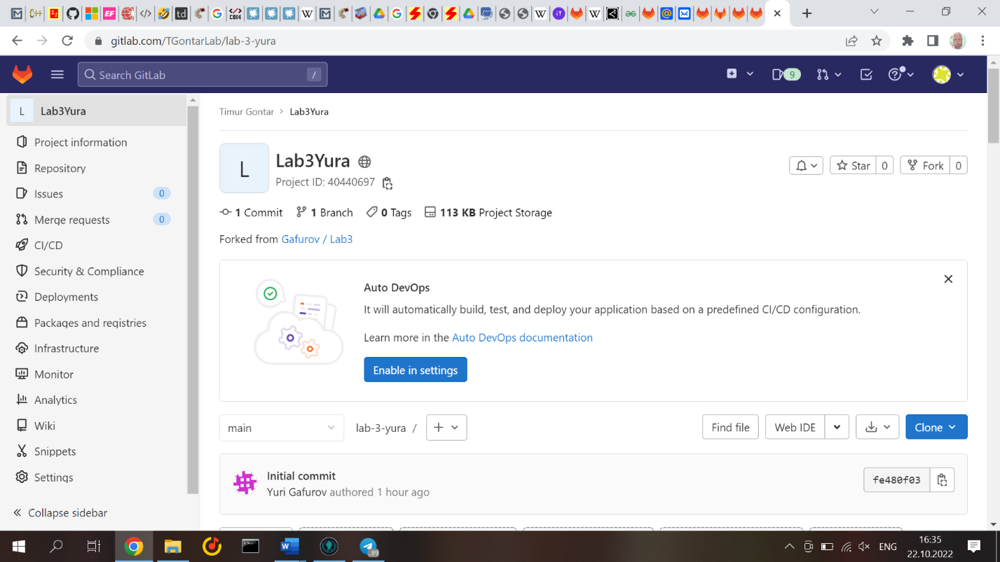 EF
</>
td
CODE
W
W
W
iT
gitlab.com/TGontarLab/lab-3-yura
Search GitLab
/
9
L
Lab3Yura
Project information
Repository
Issues
0
Merge requests
0
CI/CD
Security & Compliance
Deployments
Packages and registries
Infrastructure
Monitor
Analytics
Wiki
Snippets
Settings
Collapse sidebar
Timur Gontar > Lab3Yura
L
Lab3Yura
Project ID: 40440697
Star 0
Fork 0
1 Commit
1 Branch
0 Tags
113 KB Project Storage
Forked from Gafurov / Lab3
Auto DevOps
It will automatically build, test, and deploy your application based on a predefined CI/CD configuration.
Learn more in the Auto DevOps documentation
Enable in settings
main
lab-3-yura /
Find file
Web IDE
Clone
Initial commit
Yuri Gafurov authored 1 hour ago
fe480f03
W
89
ENG
16:35
22.10.2022